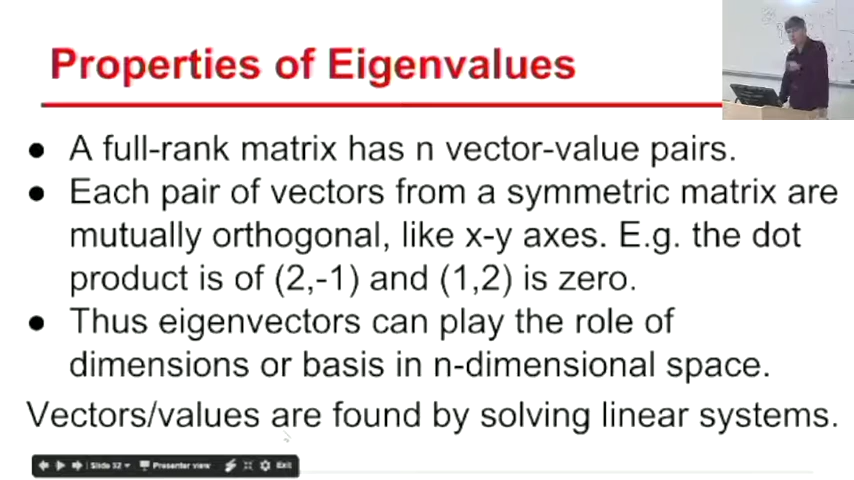 Properties of Eigenvalues
● A full-rank matrix has n vector-value pairs.
● Each pair of vectors from a symmetric matrix are
mutually orthogonal, like x-y axes. E.g. the dot
product is of (2,-1) and (1,2) is zero.
● Thus eigenvectors can play the role of
dimensions or basis in n-dimensional space.
Vectors/values are found by solving linear systems.
Slide 32 Presenter view Exit